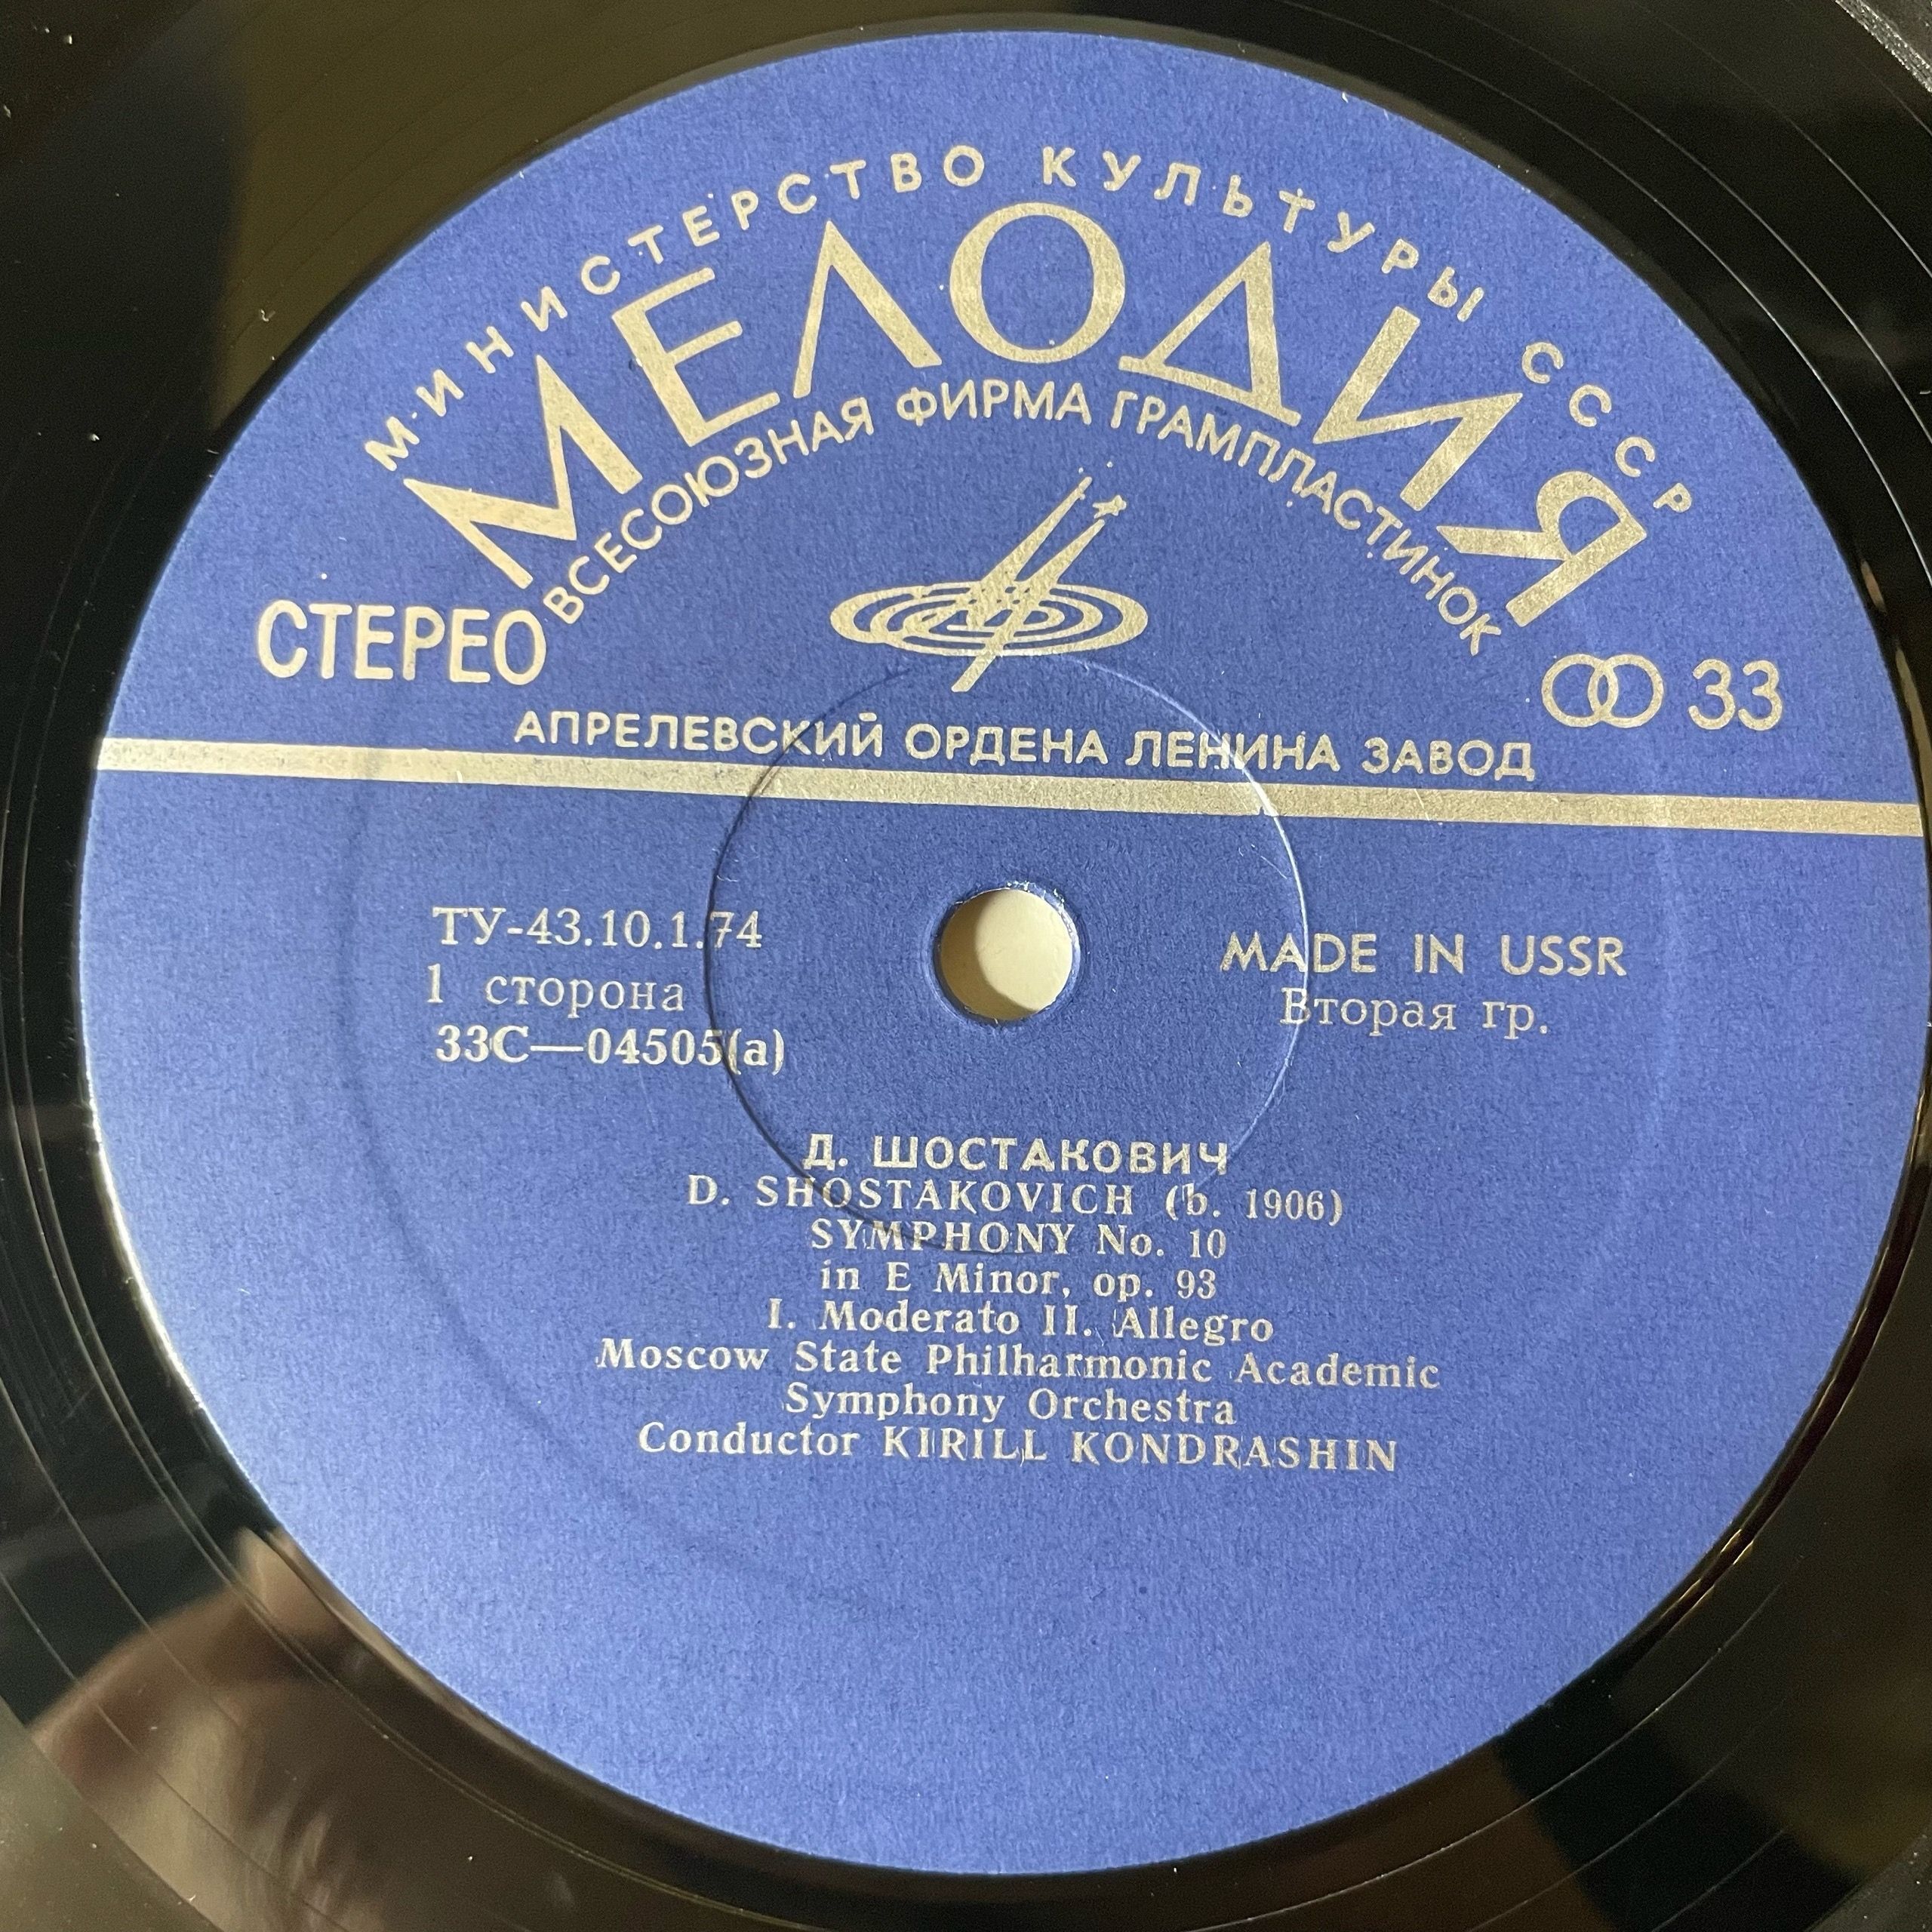 МИНИСТЕРСТВО КУЛЬТУРЫ СССР
МЕЛОДИЯ
ВСЕСОЮЗНАЯ ФИРМА ГРАМПЛАСТИНОК
СТЕРЕО
33
АПРЕЛЕВСКИЙ ОРДЕНА ЛЕНИНА ЗАВОД
ТУ-43.10.1.74
1 сторона
33С—04505(а)
MADE IN USSR
Вторая гр.
Д. ШОСТАКОВИЧ
D. SHOSTAKOVICH (b. 1906)
SYMPHONY No. 10
in E Minor, op. 93
I. Moderato II. Allegro
Moscow State Philharmonic Academic
Symphony Orchestra
Conductor KIRILL KONDRASHIN